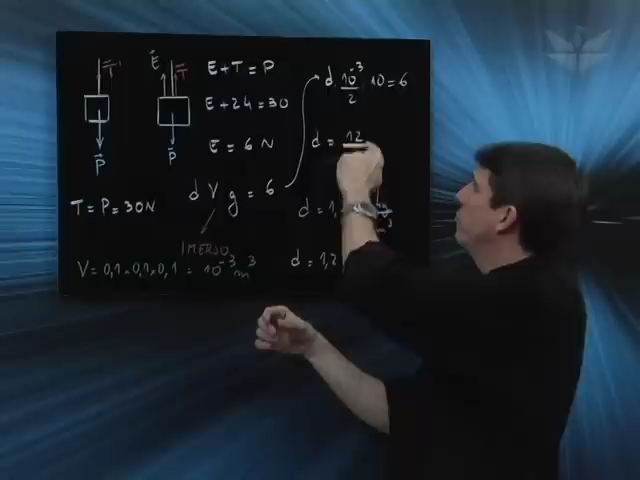 T
P
T = P = 30N
E
T
P
E + T = P
E + 24 = 30
E = 6 N
d V g = 6
IMERSO
V = 0,1 x 0,1 x 0,1 = 10⁻³ m³
d 10⁻³/2 10 = 6
d = 12
d = 1,
d = 1,2